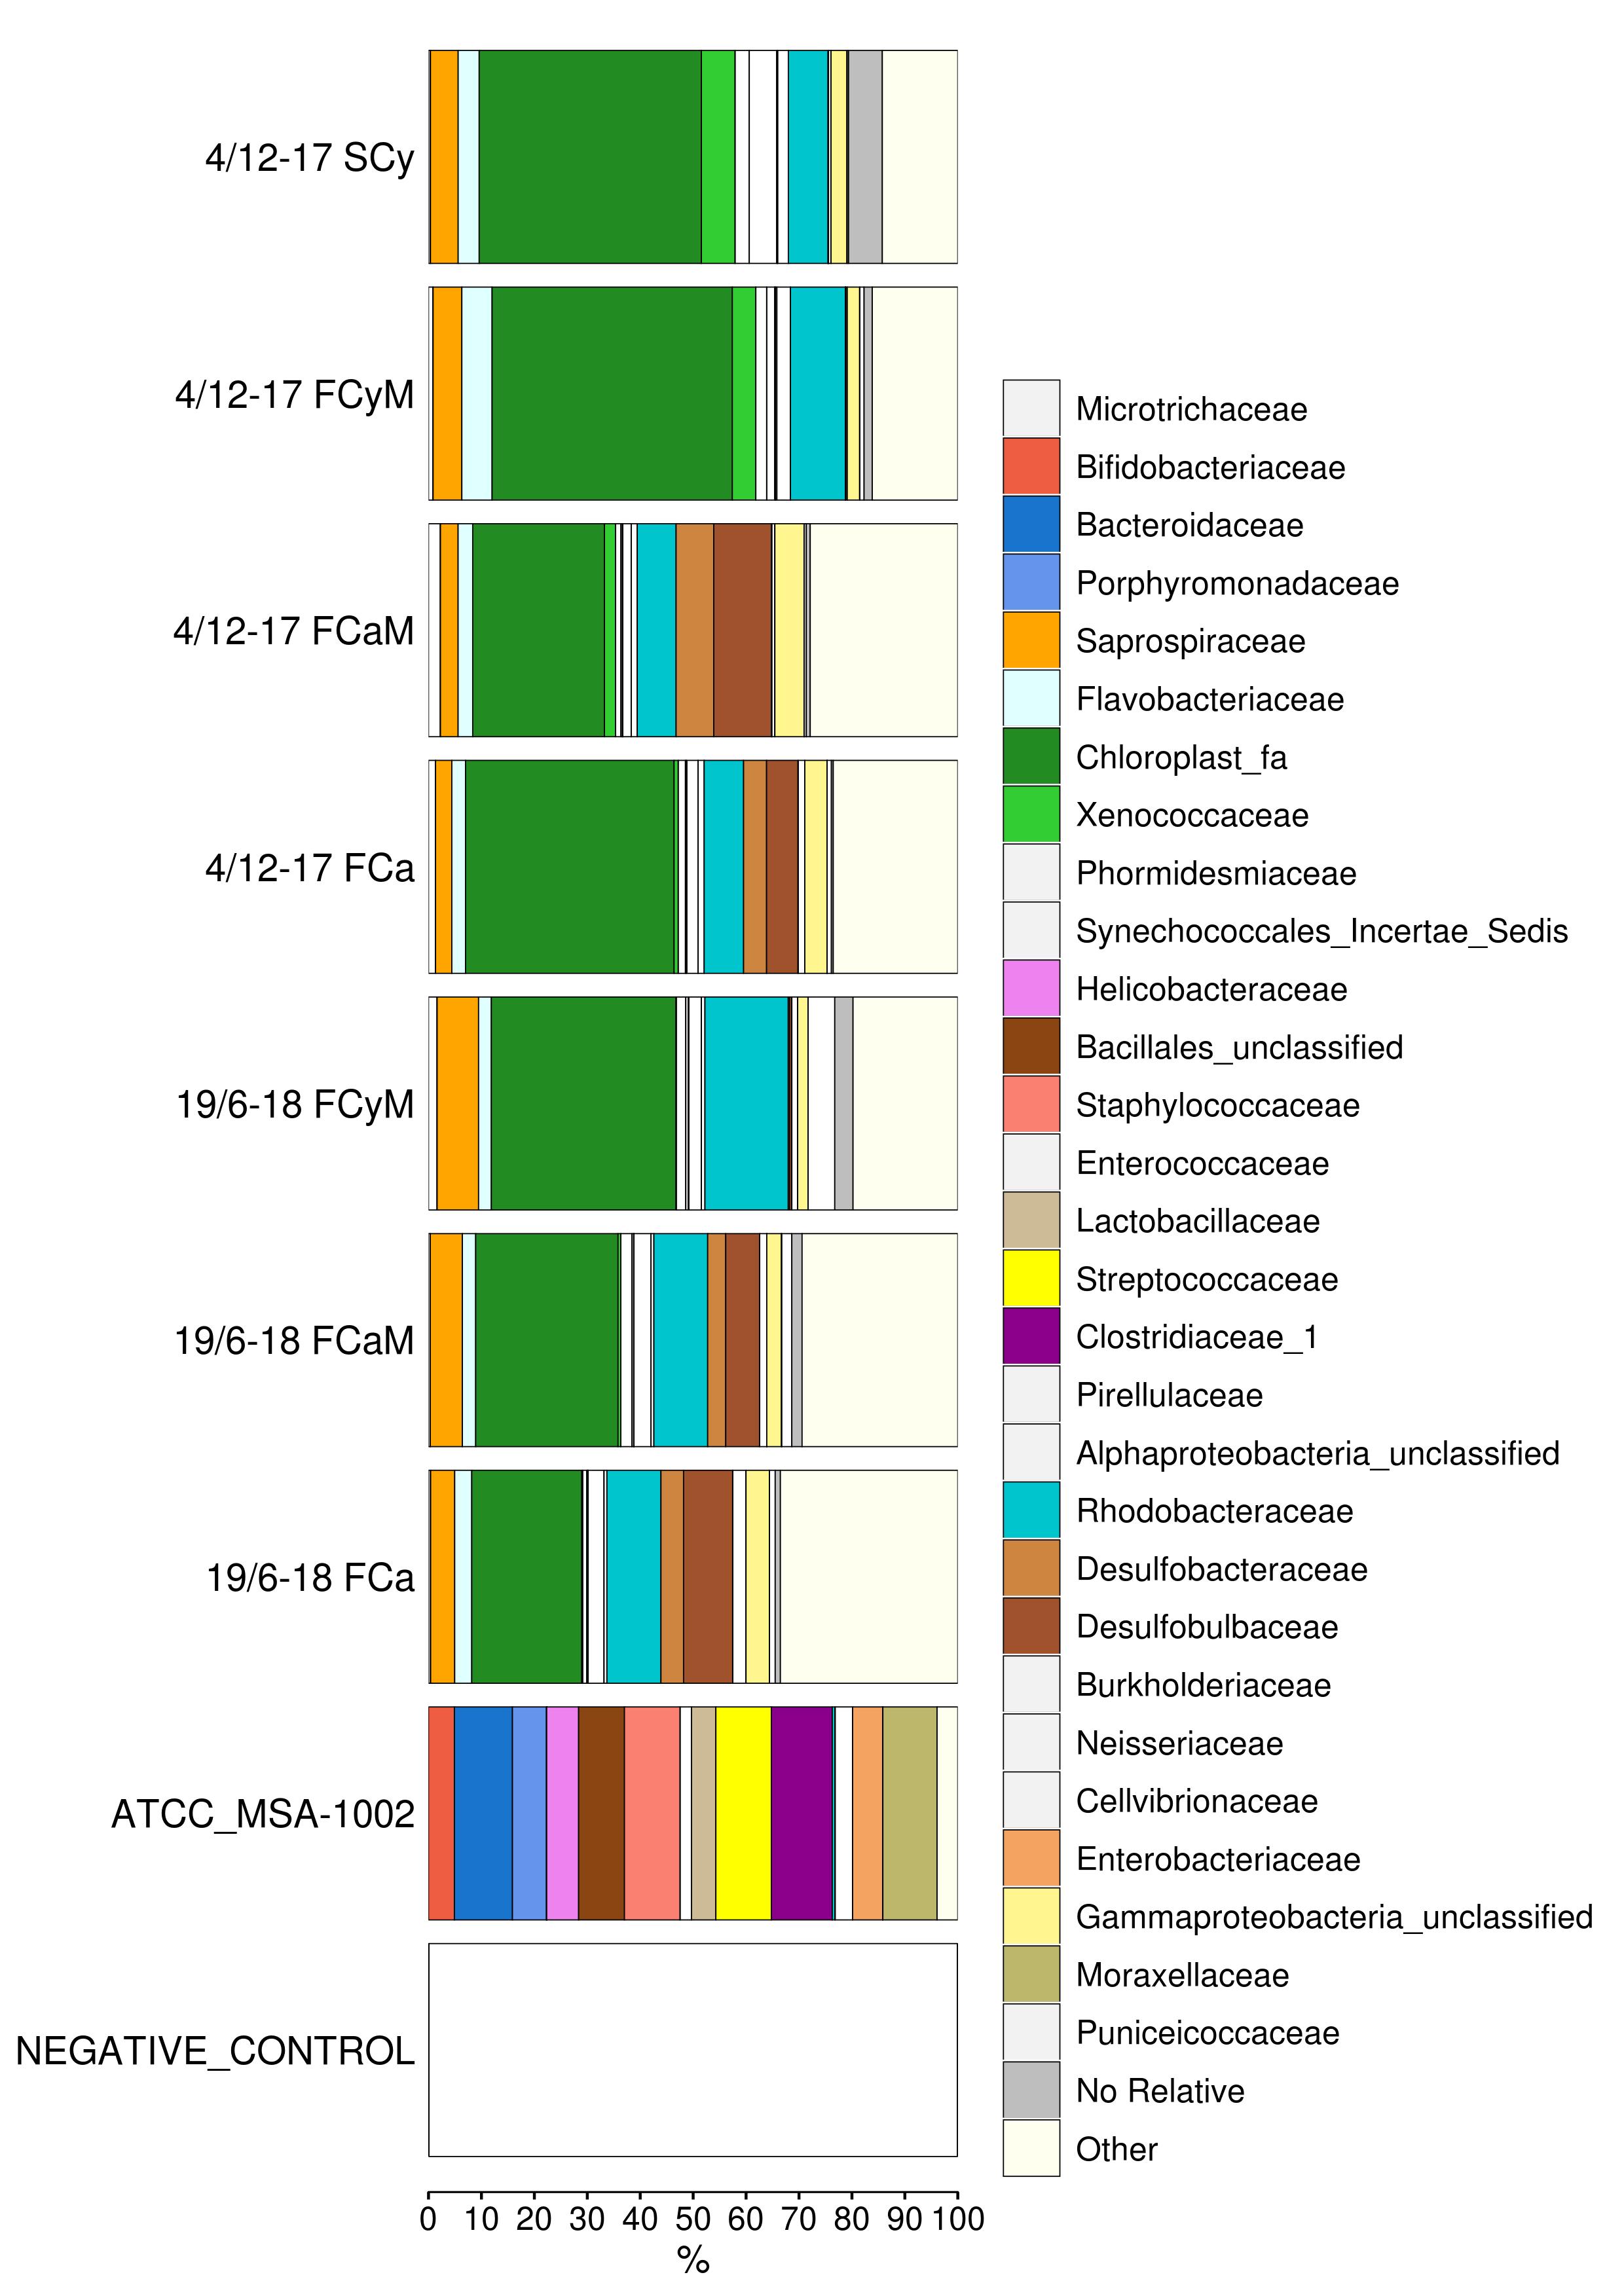 4/12-17 SCy
4/12-17 FCyM
4/12-17 FCaM
4/12-17 FCa
19/6-18 FCyM
19/6-18 FCaM
19/6-18 FCa
ATCC_MSA-1002
NEGATIVE_CONTROL
0 10 20 30 40 50 60 70 80 90 100
%
Microtrichaceae
Bifidobacteriaceae
Bacteroidaceae
Porphyromonadaceae
Saprospiraceae
Flavobacteriaceae
Chloroplast_fa
Xenococcaceae
Phormidesmiaceae
Synechococcales_Incertae_Sedis
Helicobacteraceae
Bacillales_unclassified
Staphylococcaceae
Enterococcaceae
Lactobacillaceae
Streptococcaceae
Clostridiaceae_1
Pirellulaceae
Alphaproteobacteria_unclassified
Rhodobacteraceae
Desulfobacteraceae
Desulfobulbaceae
Burkholderiaceae
Neisseriaceae
Cellvibrionaceae
Enterobacteriaceae
Gammaproteobacteria_unclassified
Moraxellaceae
Puniceicoccaceae
No Relative
Other